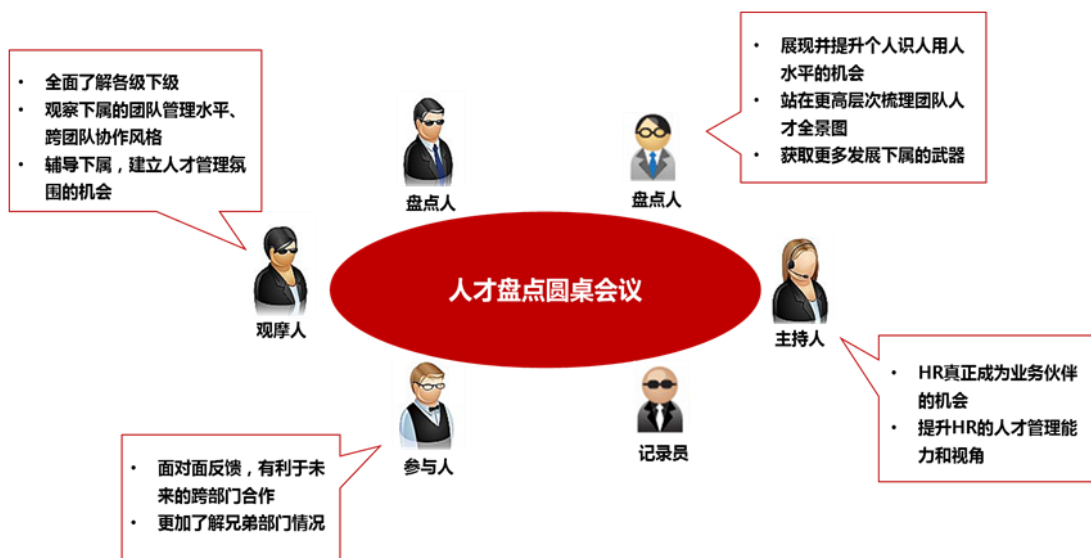 • 全面了解各级下级
• 观察下属的团队管理水平、
跨团队协作风格
• 辅导下属，建立人才管理氛
围的机会
• 展现并提升个人识人用人
水平的机会
• 站在更高层次梳理团队人
才全景图
• 获取更多发展下属的武器
盘点人
盘点人
人才盘点圆桌会议
观摩人
主持人
• HR真正成为业务伙伴
的机会
• 提升HR的人才管理能
力和视角
参与人
记录员
• 面对面反馈，有利于未
来的跨部门合作
• 更加了解兄弟部门情况